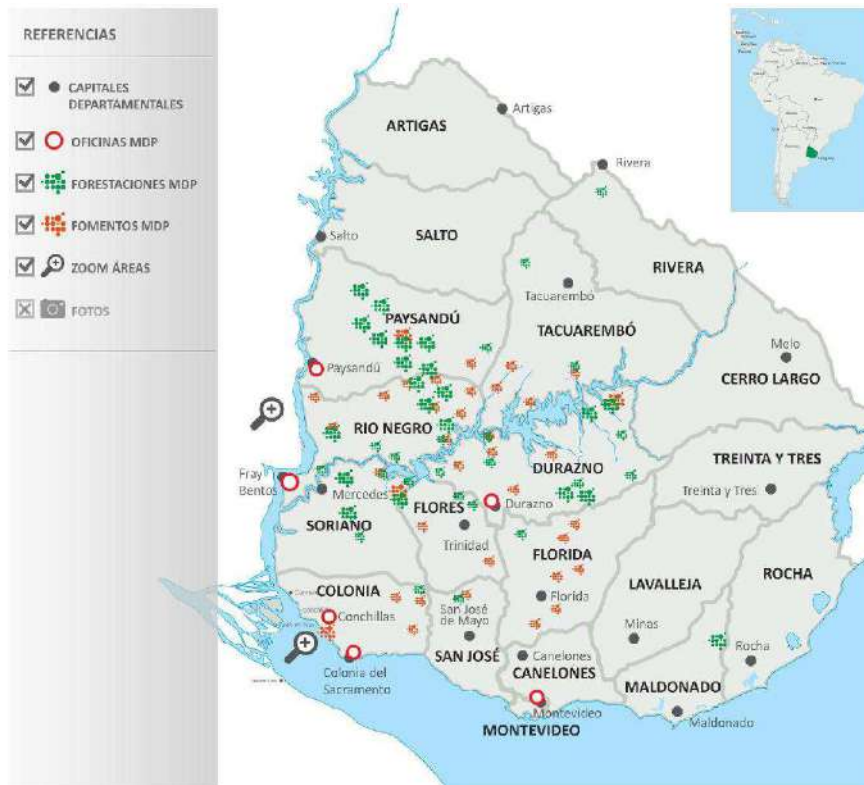 REFERENCIAS
CAPITALES
DEPARTAMENTALES
OFICINAS MDP
FORESTACIONES MDP
FOMENTOS MDP
ZOOM ÁREAS
FOTOS
Artigas
ARTIGAS
Rivera
Salto
SALTO
RIVERA
Tacuarembó
PAYSANDÚ
TACUAREMBÓ
Melo
Paysandú
CERRO LARGO
RIO NEGRO
TREINTA Y TRES
DURAZNO
Fray
Bentos
Mercedes
Treinta y Tres
FLORES
Durazno
SORIANO
Trinidad
FLORIDA
ROCHA
LAVALLEJA
COLONIA
Florida
Conchillas
San José
de Mayo
Minas
Rocha
SAN JOSÉ
Canelones
CANELONES
Colonia del
Sacramento
MALDONADO
Montevideo
Maldonado
MONTEVIDEO